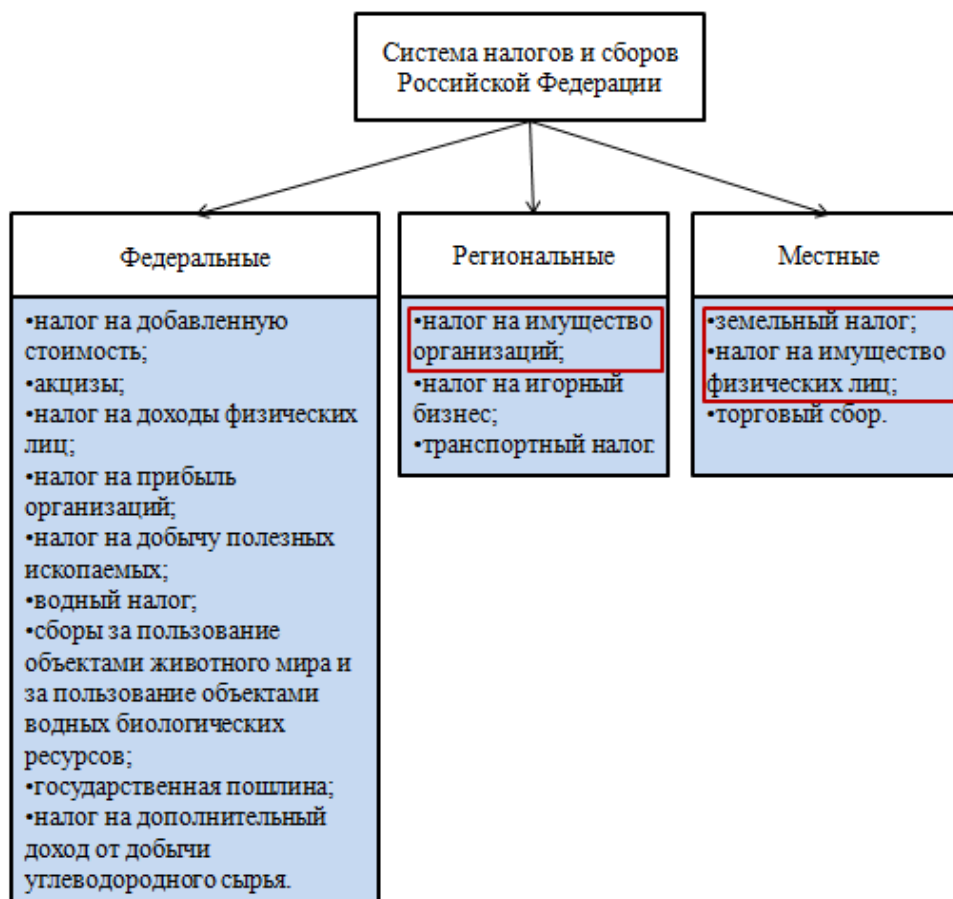 Система налогов и сборов
Российской Федерации
Федеральные
•налог на добавленную
стоимость;
•акцизы;
•налог на доходы физических
лиц;
•налог на прибыль
организаций;
•налог на добычу полезных
ископаемых;
•водный налог;
•сборы за пользование
объектами животного мира и
за пользование объектами
водных биологических
ресурсов;
•государственная пошлина;
•налог на дополнительный
доход от добычи
углеводородного сырья.
Региональные
•налог на имущество
организаций;
•налог на игорный
бизнес;
•транспортный налог.
Местные
•земельный налог;
•налог на имущество
физических лиц;
•торговый сбор.